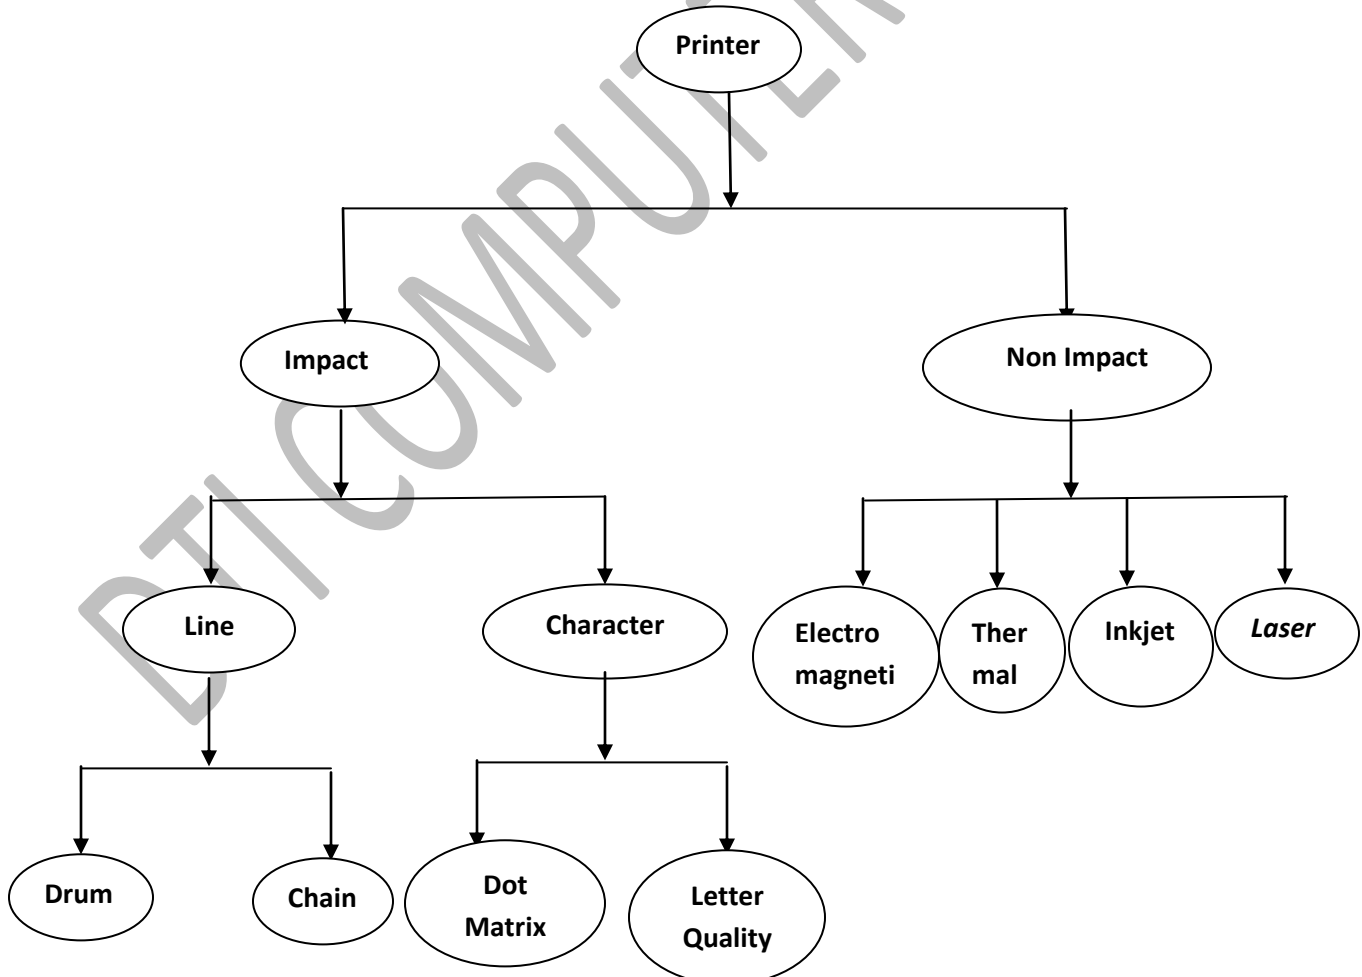 Printer
Impact
Non Impact
Line
Character
Electro
magneti
Ther
mal
Inkjet
Laser
Drum
Chain
Dot
Matrix
Letter
Quality
DTI COMPUTER